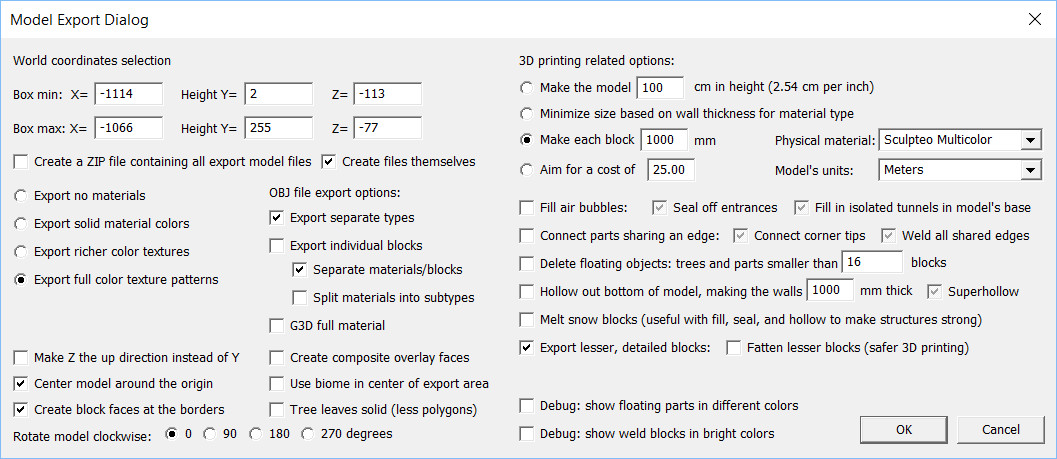 Model Export Dialog
World coordinates selection
Box min: X= -1114 Height Y= 2 Z= -113
Box max: X= -1066 Height Y= 255 Z= -77
Create a ZIP file containing all export model files Create files themselves
Export no materials
Export solid material colors
Export richer color textures
Export full color texture patterns
OBJ file export options:
Export separate types
Export individual blocks
Separate materials/blocks
Split materials into subtypes
G3D full material
Make Z the up direction instead of Y
Center model around the origin
Create block faces at the borders
Create composite overlay faces
Use biome in center of export area
Tree leaves solid (less polygons)
Rotate model clockwise: 0 90 180 270 degrees
3D printing related options:
Make the model 100 cm in height (2.54 cm per inch)
Minimize size based on wall thickness for material type
Make each block 1000 mm Physical material: Sculpteo Multicolor
Aim for a cost of 25.00 Model's units: Meters
Fill air bubbles: Seal off entrances Fill in isolated tunnels in model's base
Connect parts sharing an edge: Connect corner tips Weld all shared edges
Delete floating objects: trees and parts smaller than 16 blocks
Hollow out bottom of model, making the walls 1000 mm thick Superhollow
Melt snow blocks (useful with fill, seal, and hollow to make structures strong)
Export lesser, detailed blocks: Fatten lesser blocks (safer 3D printing)
Debug: show floating parts in different colors
Debug: show weld blocks in bright colors
OK Cancel